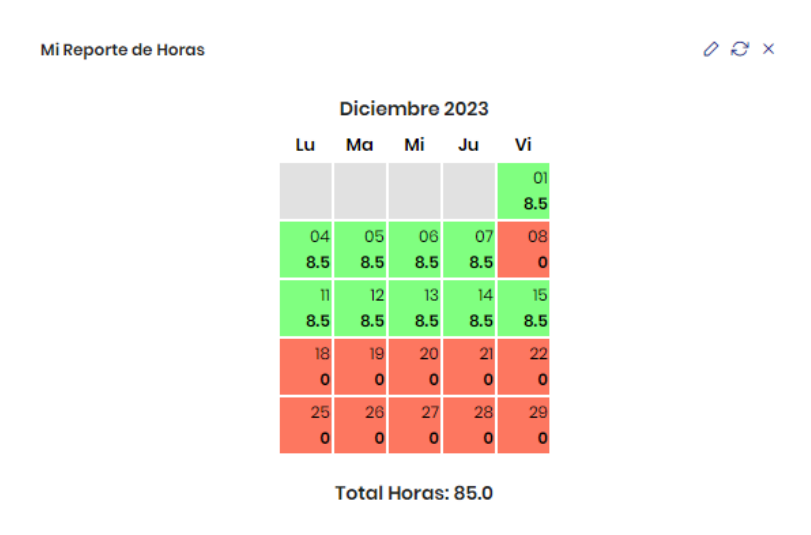 Mi Reporte de Horas
Diciembre 2023
Lu Ma Mi Ju Vi
01
8.5
04 05 06 07 08
8.5 8.5 8.5 8.5 0
11 12 13 14 15
8.5 8.5 8.5 8.5 8.5
18 19 20 21 22
0 0 0 0 0
25 26 27 28 29
0 0 0 0 0
Total Horas: 85.0